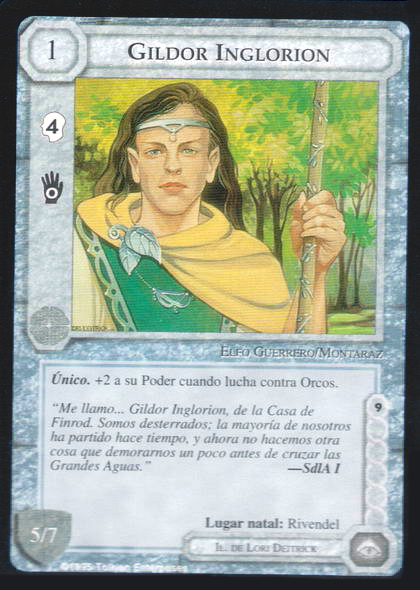 1
GILDOR INGLORION
4
ELFO GUERRERO/MONTARAZ
Único. +2 a su Poder cuando lucha contra Orcos.
9
“Me llamo... Gildor Inglorion, de la Casa de
Finrod. Somos desterrados; la mayoría de nosotros
ha partido hace tiempo, y ahora no hacemos otra
cosa que demorarnos un poco antes de cruzar las
Grandes Aguas.” —SdlA I
Lugar natal: Rivendel
5/7
IL. DE LORI DEITRICK
©1995 Tolkien Enterprises